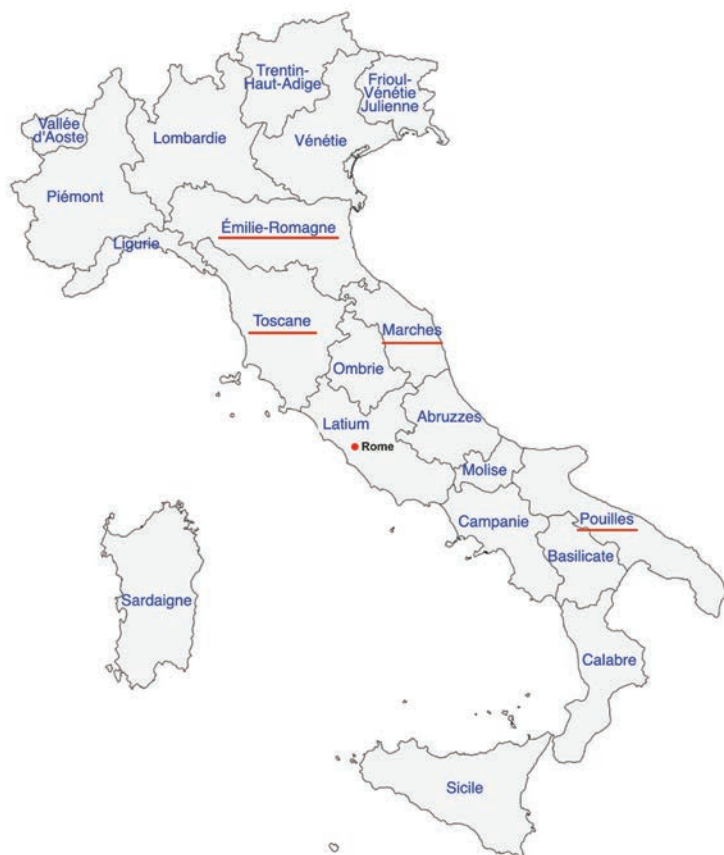 Trentin-
Haut-Adige
Frioul-
Vénétie
Julienne
Vallée
d'Aoste
Lombardie
Vénétie
Piémont
Émilie-Romagne
Ligurie
Toscane
Marches
Ombrie
Latium
Abruzzes
Rome
Molise
Campanie
Pouilles
Basilicate
Sardaigne
Calabre
Sicile